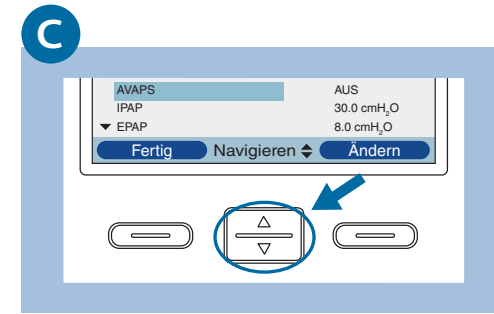 C
AVAPS AUS
IPAP 30.0 cmH₂O
EPAP 8.0 cmH₂O
Fertig Navigieren Ändern